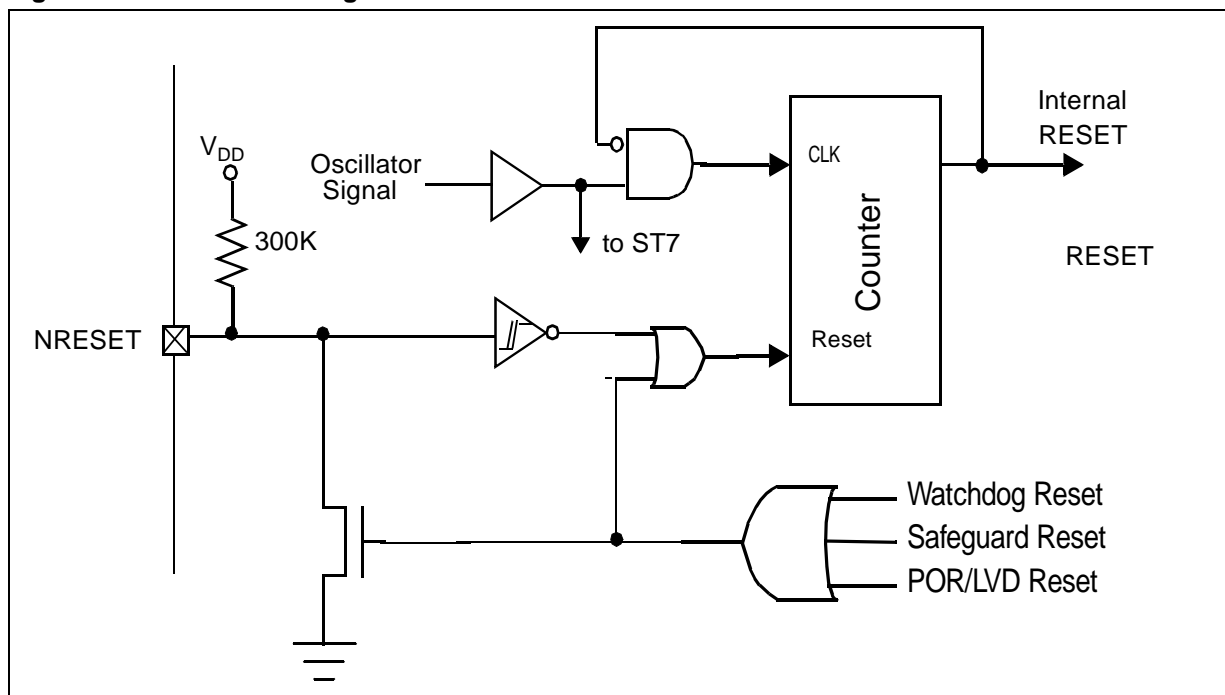 Internal
RESET
V_DD
Oscillator
Signal
CLK
300K
to ST7
Counter
RESET
NRESET
Reset
Watchdog Reset
Safeguard Reset
POR/LVD Reset